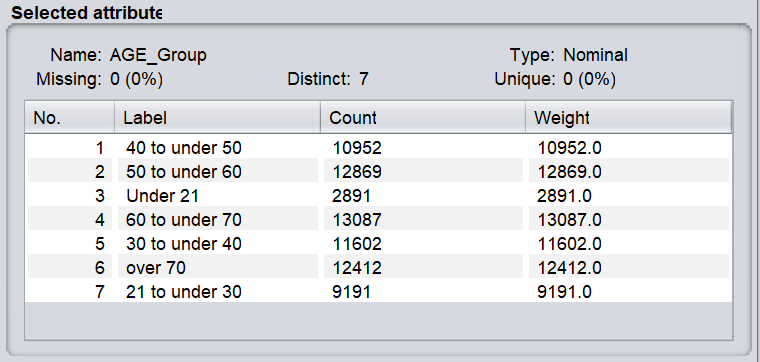 Selected attribute
Name: AGE_Group Type: Nominal
Missing: 0 (0%) Distinct: 7 Unique: 0 (0%)
No. Label Count Weight
1 40 to under 50 10952 10952.0
2 50 to under 60 12869 12869.0
3 Under 21 2891 2891.0
4 60 to under 70 13087 13087.0
5 30 to under 40 11602 11602.0
6 over 70 12412 12412.0
7 21 to under 30 9191 9191.0